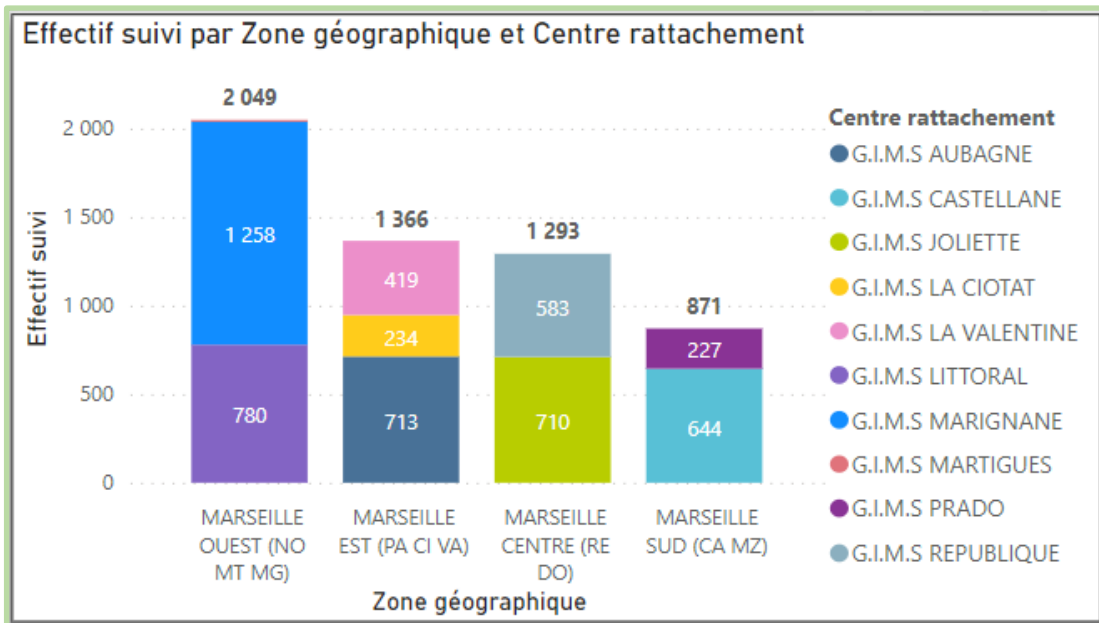 Effectif suivi par Zone géographique et Centre rattachement
Effectif suivi
2 000
1 500
1 000
500
0
2 049
1 258
780
1 366
419
234
713
1 293
583
710
871
227
644
MARSEILLE
OUEST (NO
MT MG)
MARSEILLE
EST (PA CI VA)
MARSEILLE
CENTRE (RE
DO)
MARSEILLE
SUD (CA MZ)
Zone géographique
Centre rattachement
G.I.M.S AUBAGNE
G.I.M.S CASTELLANE
G.I.M.S JOLIETTE
G.I.M.S LA CIOTAT
G.I.M.S LA VALENTINE
G.I.M.S LITTORAL
G.I.M.S MARIGNANE
G.I.M.S MARTIGUES
G.I.M.S PRADO
G.I.M.S REPUBLIQUE